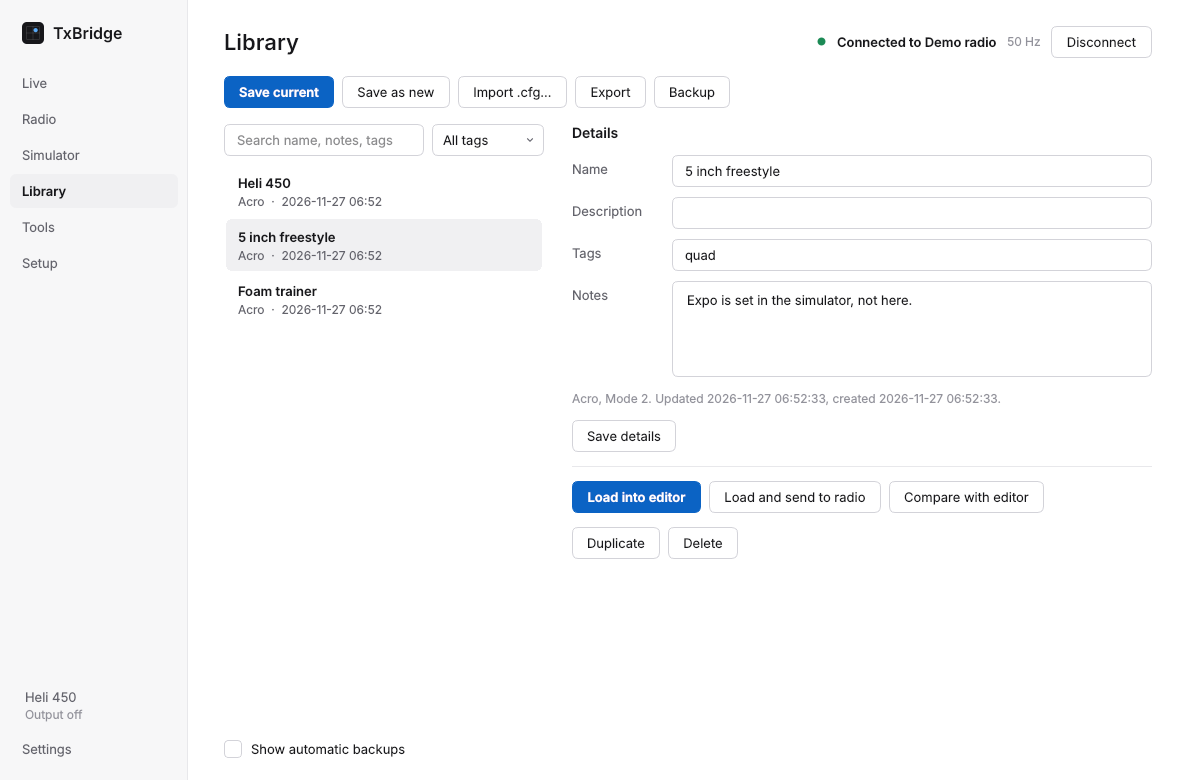 TxBridge
Live
Radio
Simulator
Library
Tools
Setup
Heli 450
Output off
Settings
Library
Connected to Demo radio 50 Hz Disconnect
Save current Save as new Import .cfg... Export Backup
Search name, notes, tags All tags
Heli 450
Acro · 2026-11-27 06:52
5 inch freestyle
Acro · 2026-11-27 06:52
Foam trainer
Acro · 2026-11-27 06:52
Show automatic backups
Details
Name 5 inch freestyle
Description
Tags quad
Notes Expo is set in the simulator, not here.
Acro, Mode 2. Updated 2026-11-27 06:52:33, created 2026-11-27 06:52:33.
Save details
Load into editor Load and send to radio Compare with editor
Duplicate Delete